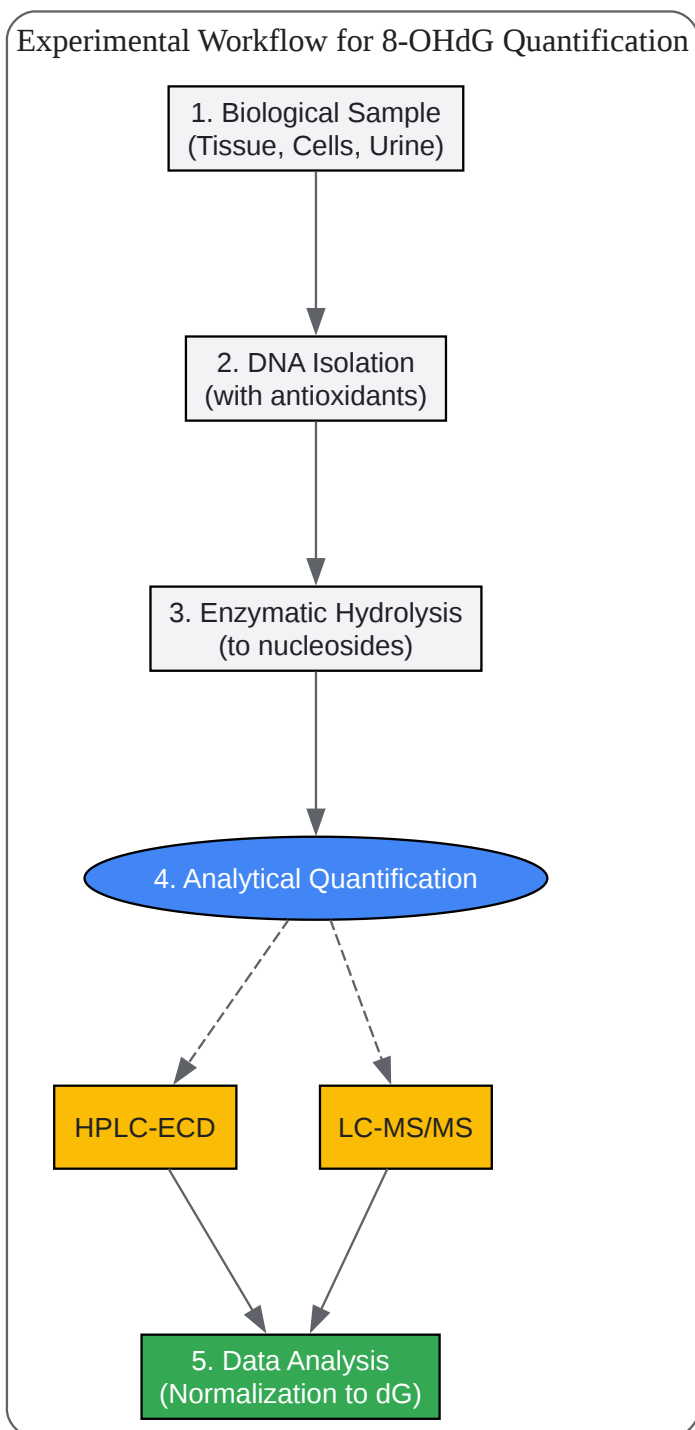 Experimental Workflow for 8-OHdG Quantification
1. Biological Sample
(Tissue, Cells, Urine)
2. DNA Isolation
(with antioxidants)
3. Enzymatic Hydrolysis
(to nucleosides)
4. Analytical Quantification
HPLC-ECD
LC-MS/MS
5. Data Analysis
(Normalization to dG)